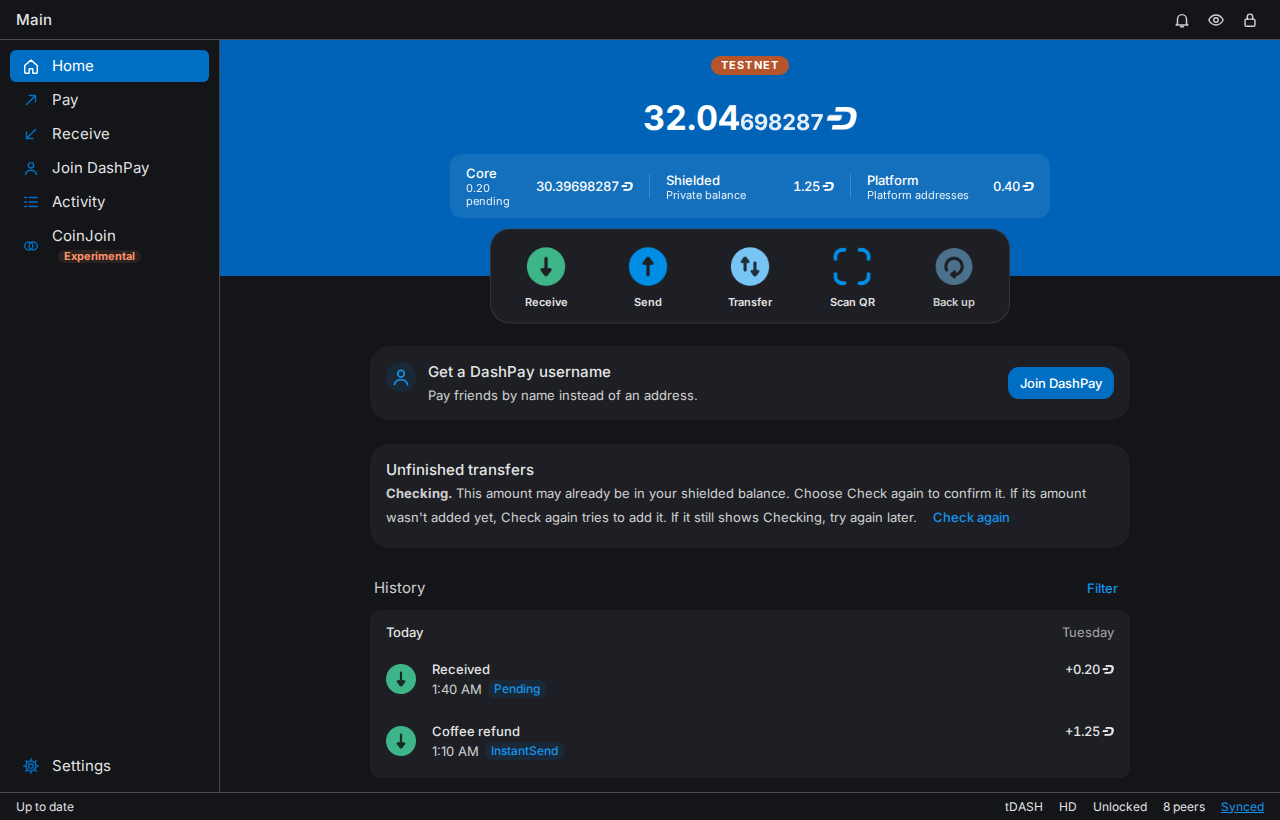 Main
Home
Pay
Receive
Join DashPay
Activity
CoinJoin
Experimental
Settings
TESTNET
32.04698287
Core
0.20
pending
30.39698287
Shielded
Private balance
1.25
Platform
Platform addresses
0.40
Receive
Send
Transfer
Scan QR
Back up
Get a DashPay username
Pay friends by name instead of an address.
Join DashPay
Unfinished transfers
Checking. This amount may already be in your shielded balance. Choose Check again to confirm it. If its amount
wasn't added yet, Check again tries to add it. If it still shows Checking, try again later. Check again
History
Filter
Today
Tuesday
Received
+0.20
1:40 AM Pending
Coffee refund
+1.25
1:10 AM InstantSend
Up to date
tDASH HD Unlocked 8 peers Synced